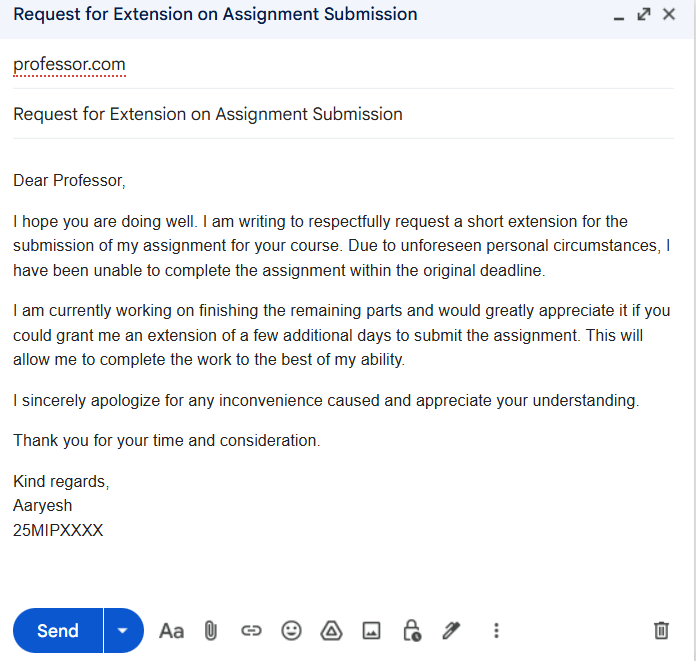 Request for Extension on Assignment Submission
professor.com
Request for Extension on Assignment Submission
Dear Professor,
I hope you are doing well. I am writing to respectfully request a short extension for the
submission of my assignment for your course. Due to unforeseen personal circumstances, I
have been unable to complete the assignment within the original deadline.
I am currently working on finishing the remaining parts and would greatly appreciate it if you
could grant me an extension of a few additional days to submit the assignment. This will
allow me to complete the work to the best of my ability.
I sincerely apologize for any inconvenience caused and appreciate your understanding.
Thank you for your time and consideration.
Kind regards,
Aaryesh
25MIPXXXX
Send Aa